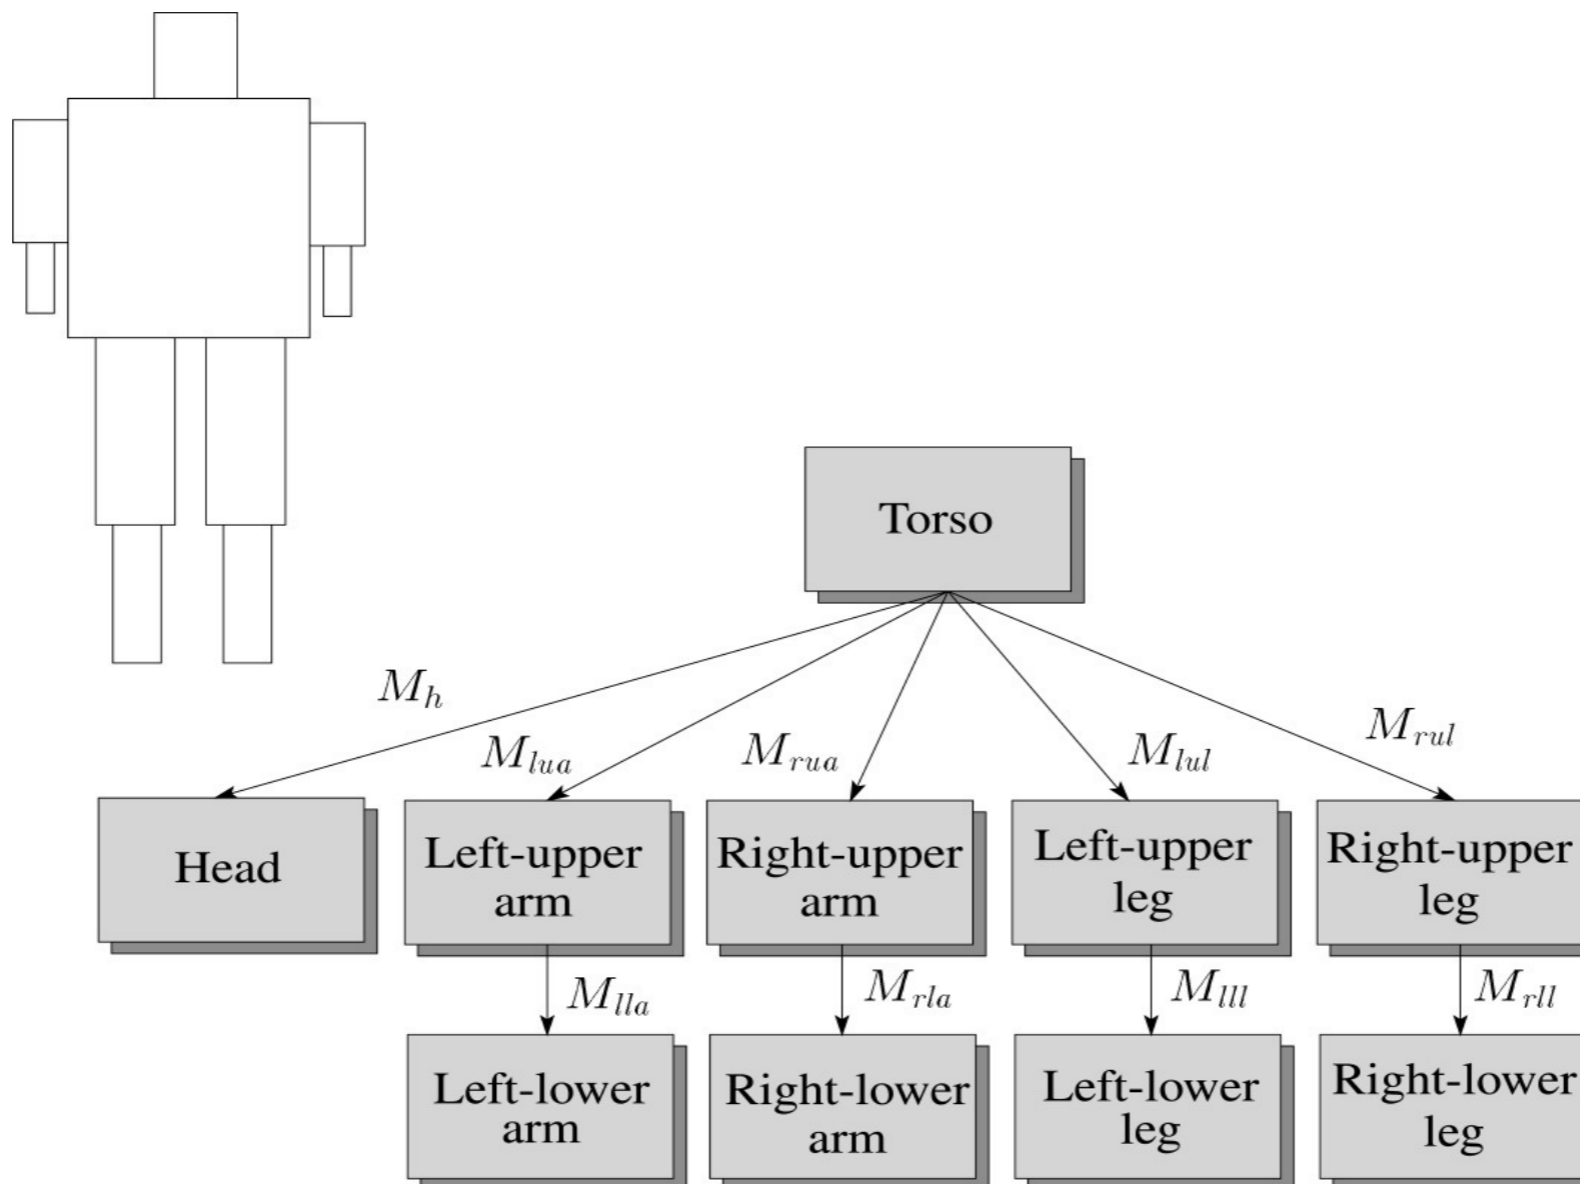 Torso
M_h
M_lua
M_rua
M_lul
M_rul
Head
Left-upper
arm
Right-upper
arm
Left-upper
leg
Right-upper
leg
M_lla
M_rla
M_lll
M_rll
Left-lower
arm
Right-lower
arm
Left-lower
leg
Right-lower
leg